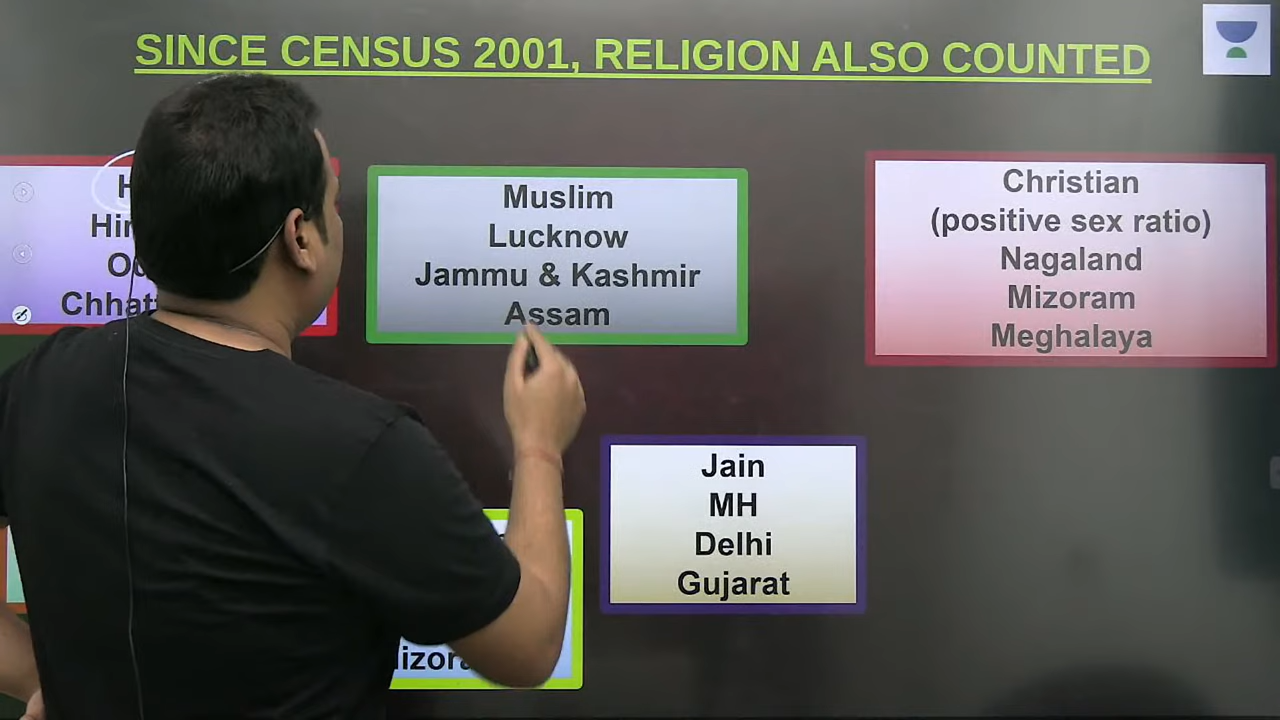 SINCE CENSUS 2001, RELIGION ALSO COUNTED
Muslim
Lucknow
Jammu & Kashmir
Assam
Christian
(positive sex ratio)
Nagaland
Mizoram
Meghalaya
Jain
MH
Delhi
Gujarat